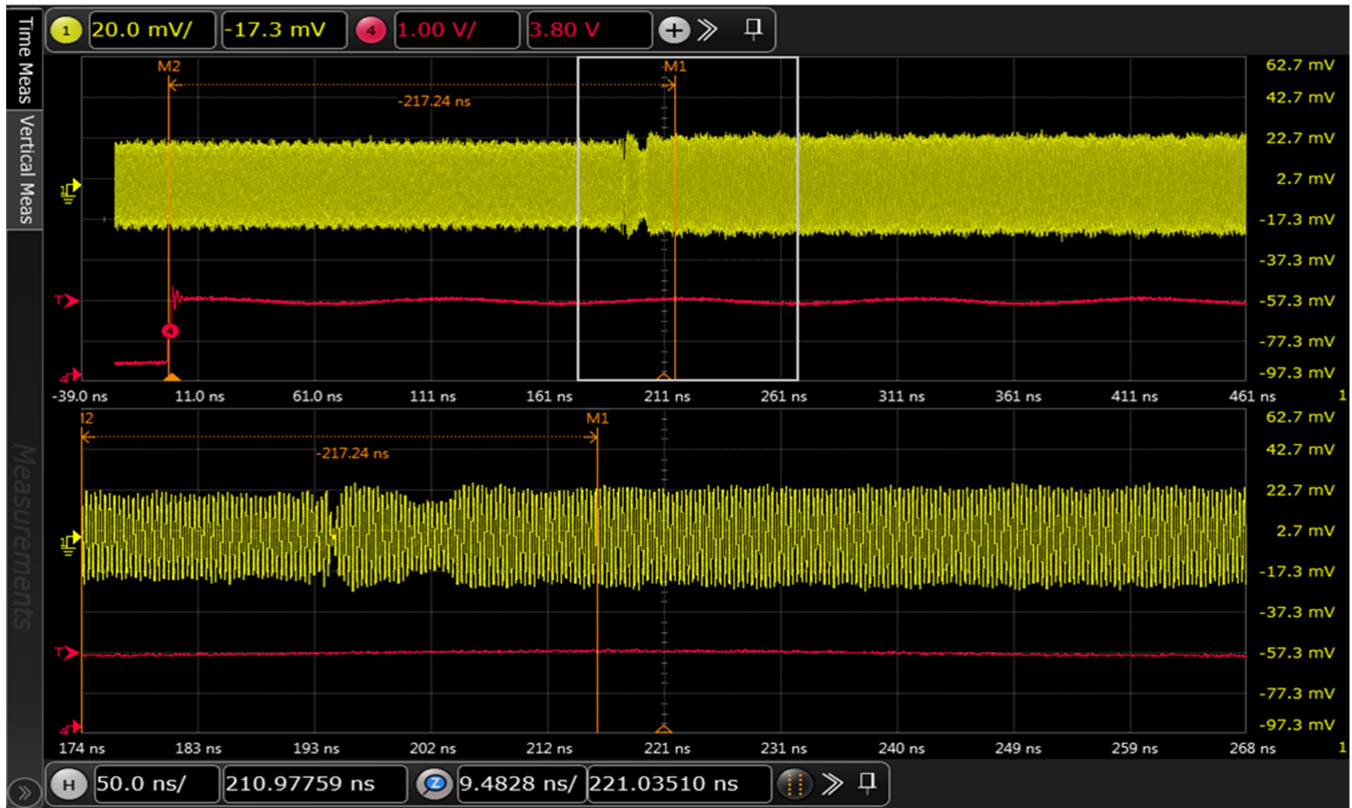 Time Meas
Vertical Meas
Measurements
1 20.0 mV/ -17.3 mV 4 1.00 V/ 3.80 V
M2 M1
-217.24 ns
62.7 mV
42.7 mV
22.7 mV
2.7 mV
-17.3 mV
-37.3 mV
-57.3 mV
-77.3 mV
-97.3 mV
T
4
-39.0 ns 11.0 ns 61.0 ns 111 ns 161 ns 211 ns 261 ns 311 ns 361 ns 411 ns 461 ns 1
M1
-217.24 ns
62.7 mV
42.7 mV
22.7 mV
2.7 mV
-17.3 mV
-37.3 mV
-57.3 mV
-77.3 mV
-97.3 mV
T
174 ns 183 ns 193 ns 202 ns 212 ns 221 ns 231 ns 240 ns 249 ns 259 ns 268 ns 1
H 50.0 ns/ 210.97759 ns Z 9.4828 ns/ 221.03510 ns